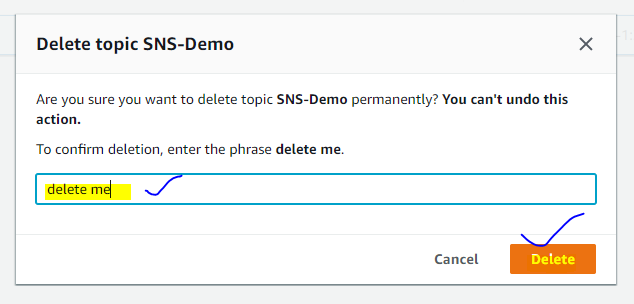 Delete topic SNS-Demo
Are you sure you want to delete topic SNS-Demo permanently? You can't undo this
action.
To confirm deletion, enter the phrase delete me.
delete me
Cancel Delete